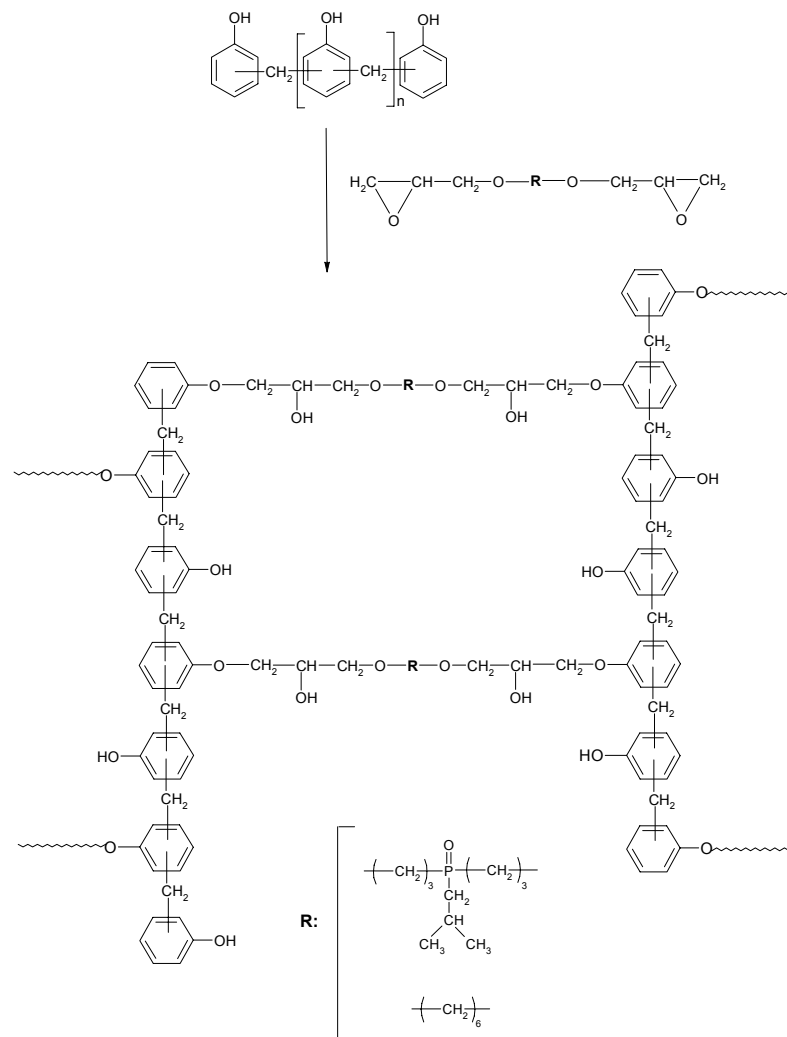 OH OH OH
CH2 CH2
n
H2C CH CH2 O R O CH2 CH CH2
O O
O
CH2
O CH2 CH CH2 O R O CH2 CH CH2 O
OH OH
CH2 CH2
O OH
CH2 CH2
OH HO
CH2 CH2
O CH2 CH CH2 O R O CH2 CH CH2 O
OH OH
CH2 CH2
HO HO
CH2 CH2
O O
O
(CH2)3 P (CH2)3
CH2
CH2
R: CH
OH CH3 CH3
(CH2)6